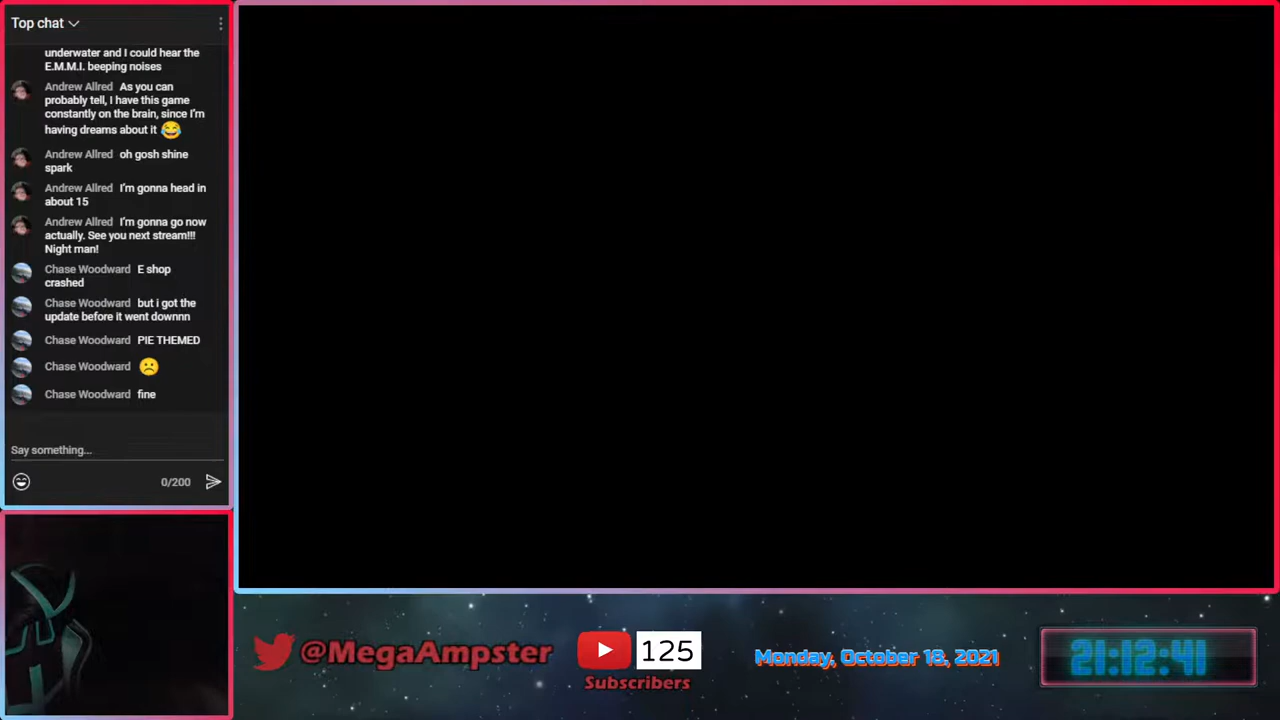 Top chat
underwater and I could hear the
E.M.M.I. beeping noises
Andrew Allred As you can
probably tell, I have this game
constantly on the brain, since I'm
having dreams about it 😂
Andrew Allred oh gosh shine
spark
Andrew Allred I'm gonna head in
about 15
Andrew Allred I'm gonna go now
actually. See you next stream!!!
Night man!
Chase Woodward E shop
crashed
Chase Woodward but i got the
update before it went downnn
Chase Woodward PIE THEMED
Chase Woodward ☹️
Chase Woodward fine
Say something...
0/200
@MegaAmpster
125
Subscribers
Monday, October 18, 2021
21:12:41